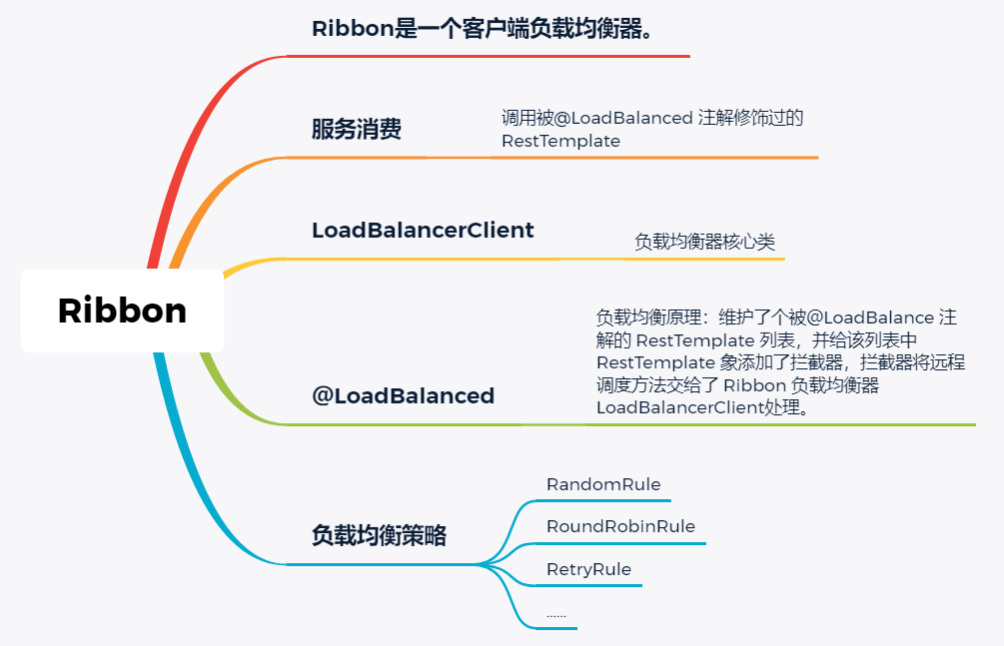 Ribbon是一个客户端负载均衡器。
服务消费
调用被@LoadBalanced 注解修饰过的
RestTemplate
LoadBalancerClient
负载均衡器核心类
Ribbon
负载均衡原理：维护了个被@LoadBalance 注
解的 RestTemplate 列表，并给该列表中
RestTemplate 象添加了拦截器，拦截器将远程
调度方法交给了 Ribbon 负载均衡器
LoadBalancerClient处理。
@LoadBalanced
负载均衡策略
RandomRule
RoundRobinRule
RetryRule
......